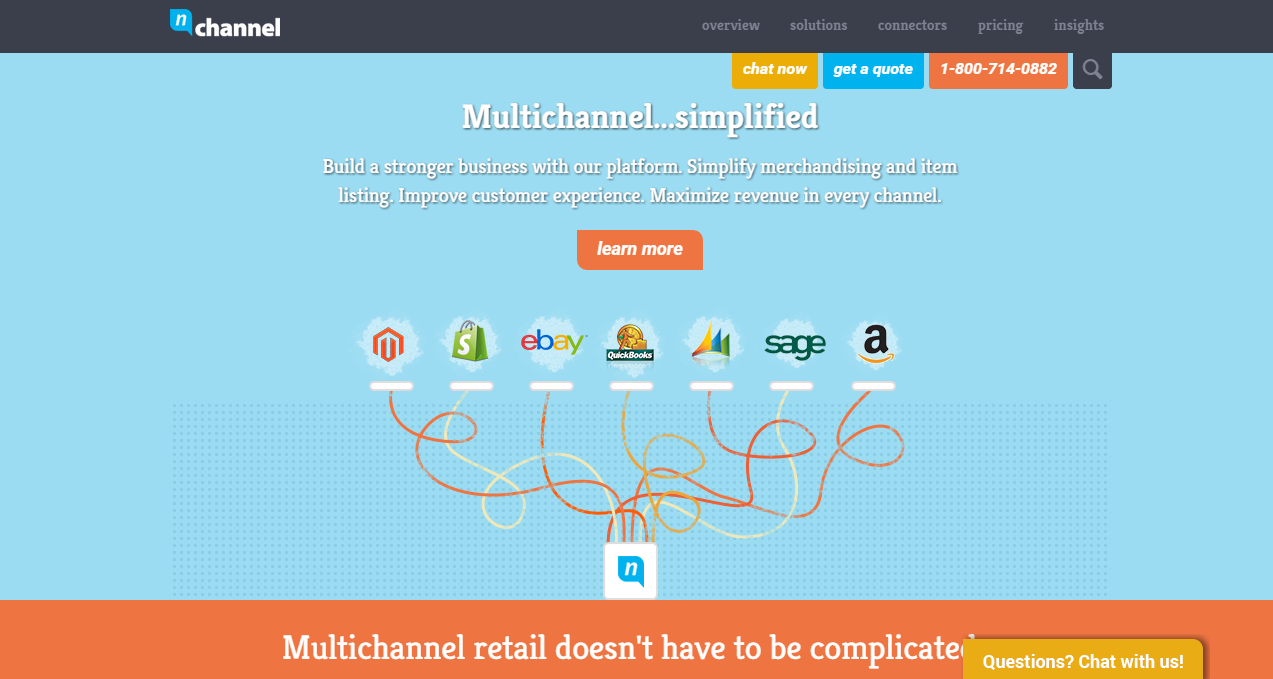 n channel
overview solutions connectors pricing insights
chat now get a quote 1-800-714-0882
Multichannel...simplified
Build a stronger business with our platform. Simplify merchandising and item
listing. Improve customer experience. Maximize revenue in every channel.
learn more
S ebay QuickBooks sage a
n
Multichannel retail doesn't have to be complicated
Questions? Chat with us!